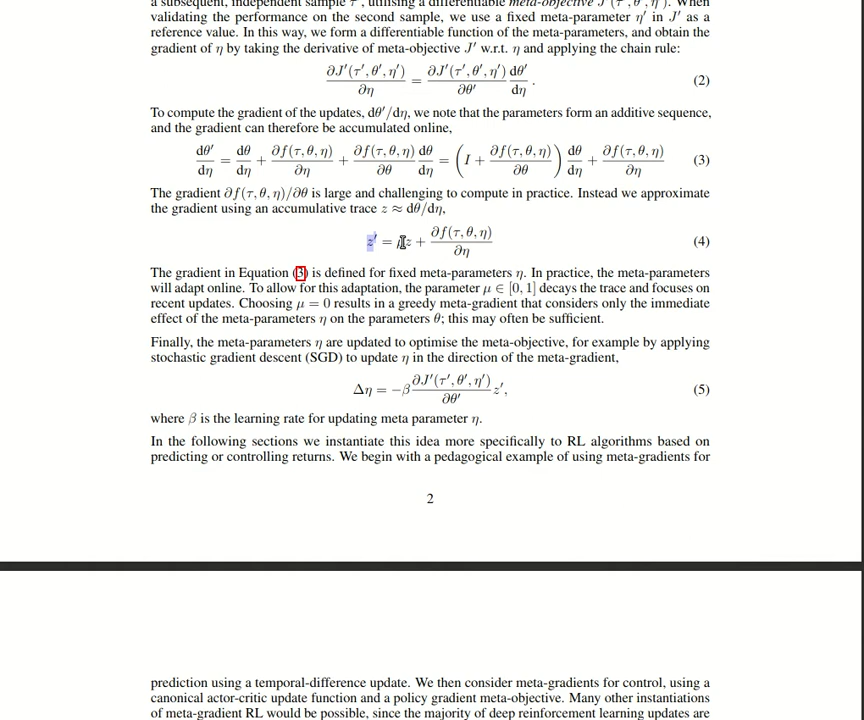 a subsequent, independent sample τ′, utilising a differentiable meta-objective J′(τ′, θ′, η′). When
validating the performance on the second sample, we use a fixed meta-parameter η′ in J′ as a
reference value. In this way, we form a differentiable function of the meta-parameters, and obtain the
gradient of η by taking the derivative of meta-objective J′ w.r.t. η and applying the chain rule:
∂J′(τ′, θ′, η′)/∂η = ∂J′(τ′, θ′, η′)/∂θ′ dθ′/dη . (2)
To compute the gradient of the updates, dθ′/dη, we note that the parameters form an additive sequence,
and the gradient can therefore be accumulated online,
dθ′/dη = dθ/dη + ∂f(τ, θ, η)/∂η + ∂f(τ, θ, η)/∂θ dθ/dη = (I + ∂f(τ, θ, η)/∂θ) dθ/dη + ∂f(τ, θ, η)/∂η (3)
The gradient ∂f(τ, θ, η)/∂θ is large and challenging to compute in practice. Instead we approximate
the gradient using an accumulative trace z ≈ dθ/dη,
z′ = μz + ∂f(τ, θ, η)/∂η (4)
The gradient in Equation (3) is defined for fixed meta-parameters η. In practice, the meta-parameters
will adapt online. To allow for this adaptation, the parameter μ ∈ [0, 1] decays the trace and focuses on
recent updates. Choosing μ = 0 results in a greedy meta-gradient that considers only the immediate
effect of the meta-parameters η on the parameters θ; this may often be sufficient.
Finally, the meta-parameters η are updated to optimise the meta-objective, for example by applying
stochastic gradient descent (SGD) to update η in the direction of the meta-gradient,
Δη = −β ∂J′(τ′, θ′, η′)/∂θ′ z′, (5)
where β is the learning rate for updating meta parameter η.
In the following sections we instantiate this idea more specifically to RL algorithms based on
predicting or controlling returns. We begin with a pedagogical example of using meta-gradients for
2
prediction using a temporal-difference update. We then consider meta-gradients for control, using a
canonical actor-critic update function and a policy gradient meta-objective. Many other instantiations
of meta-gradient RL would be possible, since the majority of deep reinforcement learning updates are